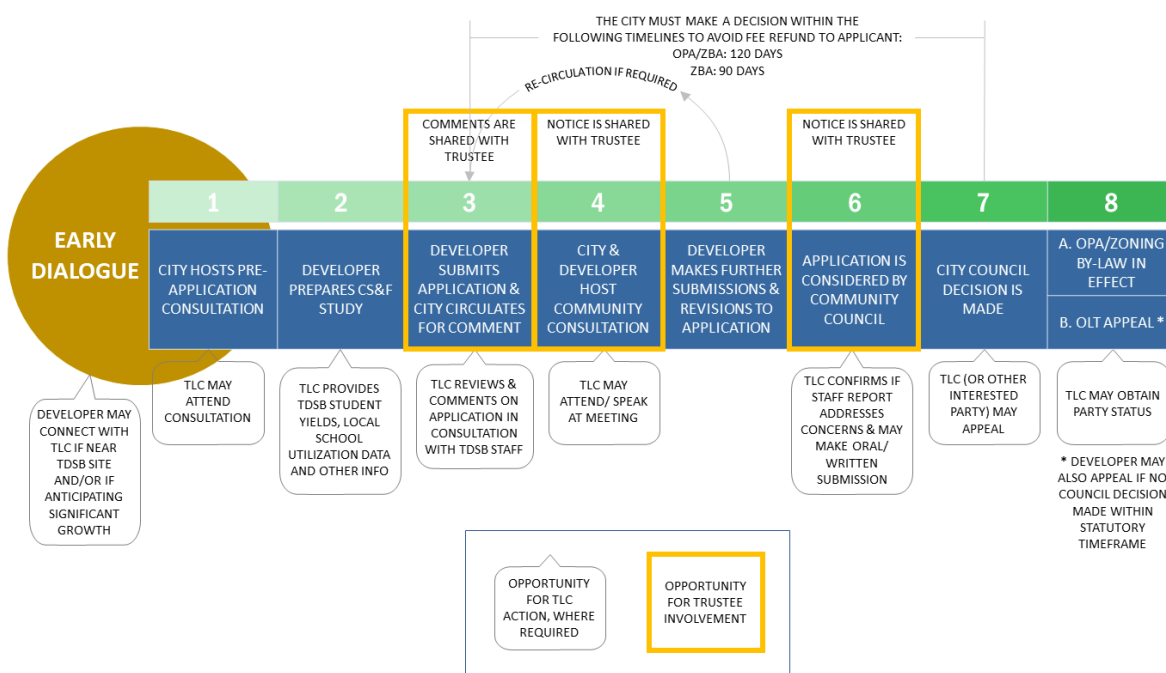 THE CITY MUST MAKE A DECISION WITHIN THE
FOLLOWING TIMELINES TO AVOID FEE REFUND TO APPLICANT:
OPA/ZBA: 120 DAYS
ZBA: 90 DAYS
RE-CIRCULATION IF REQUIRED
COMMENTS ARE
SHARED WITH
TRUSTEE
NOTICE IS SHARED
WITH TRUSTEE
NOTICE IS SHARED
WITH TRUSTEE
EARLY
DIALOGUE
1
2
3
4
5
6
7
8
CITY HOSTS PRE-
APPLICATION
CONSULTATION
DEVELOPER
PREPARES CS&F
STUDY
DEVELOPER
SUBMITS
APPLICATION &
CITY CIRCULATES
FOR COMMENT
CITY &
DEVELOPER
HOST
COMMUNITY
CONSULTATION
DEVELOPER
MAKES FURTHER
SUBMISSIONS &
REVISIONS TO
APPLICATION
APPLICATION IS
CONSIDERED BY
COMMUNITY
COUNCIL
CITY COUNCIL
DECISION IS
MADE
A. OPA/ZONING
BY-LAW IN
EFFECT
B. OLT APPEAL *
DEVELOPER MAY
CONNECT WITH
TLC IF NEAR
TDSB SITE
AND/OR IF
ANTICIPATING
SIGNIFICANT
GROWTH
TLC MAY
ATTEND
CONSULTATION
TLC PROVIDES
TDSB STUDENT
YIELDS, LOCAL
SCHOOL
UTILIZATION DATA
AND OTHER INFO
TLC REVIEWS &
COMMENTS ON
APPLICATION IN
CONSULTATION
WITH TDSB STAFF
TLC MAY
ATTEND/ SPEAK
AT MEETING
TLC CONFIRMS IF
STAFF REPORT
ADDRESSES
CONCERNS & MAY
MAKE ORAL/
WRITTEN
SUBMISSION
TLC (OR OTHER
INTERESTED
PARTY) MAY
APPEAL
TLC MAY OBTAIN
PARTY STATUS
* DEVELOPER MAY
ALSO APPEAL IF NO
COUNCIL DECISION
MADE WITHIN
STATUTORY
TIMEFRAME
OPPORTUNITY
FOR TLC
ACTION, WHERE
REQUIRED
OPPORTUNITY
FOR TRUSTEE
INVOLVEMENT